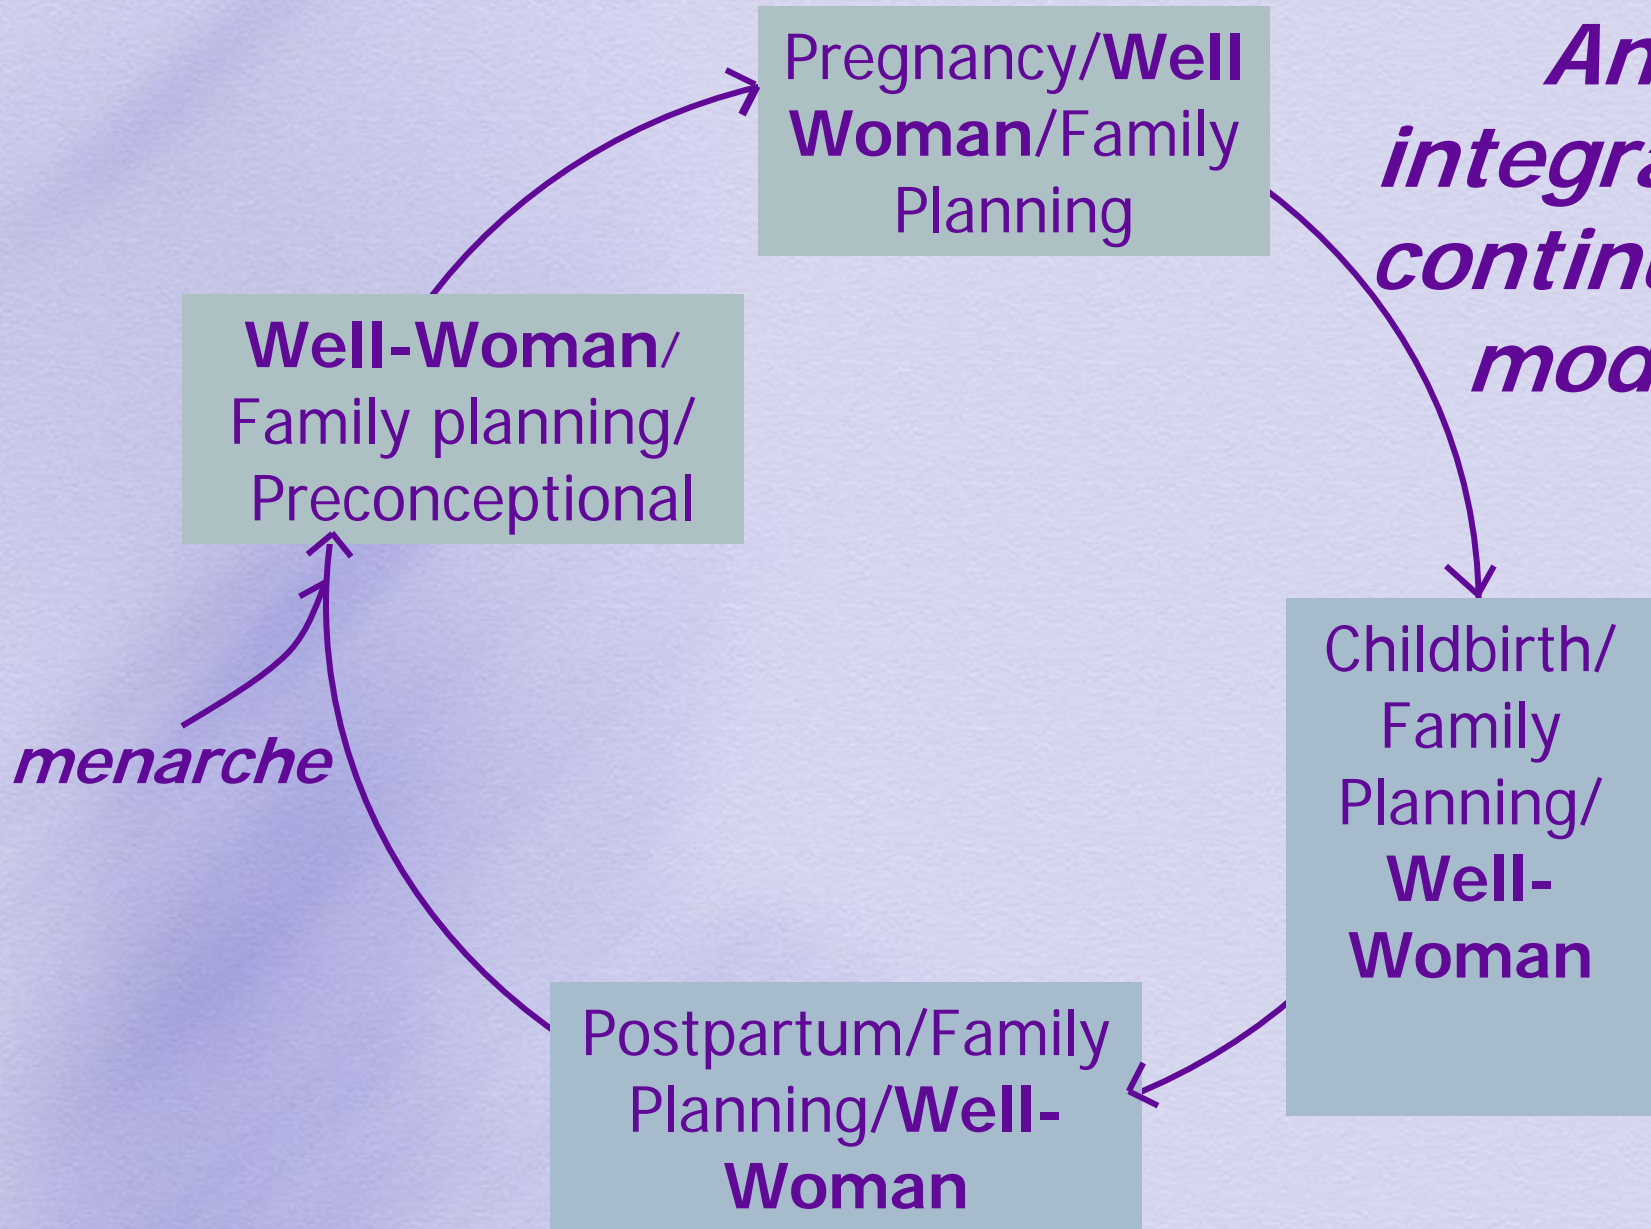 Pregnancy/Well
Woman/Family
Planning
An
Well-Woman/
Family planning/
Preconceptional
menarche
Childbirth/
Family
Planning/
Well-
Woman
Postpartum/Family
Planning/Well-
Woman